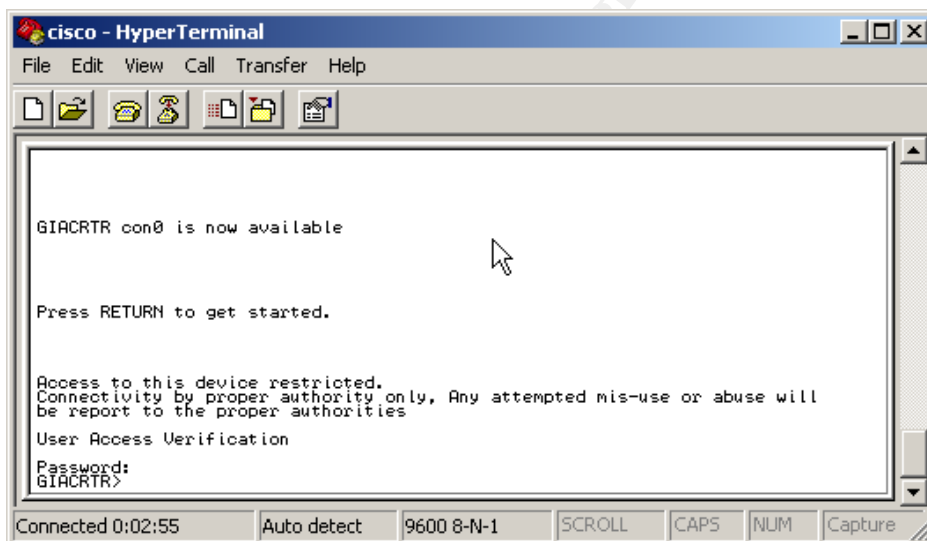 cisco - HyperTerminal
File Edit View Call Transfer Help
GIACRTR con0 is now available
Press RETURN to get started.
Access to this device restricted.
Connectivity by proper authority only, Any attempted mis-use or abuse will
be report to the proper authorities
User Access Verification
Password:
GIACRTR>
Connected 0:02:55 Auto detect 9600 8-N-1 SCROLL CAPS NUM Capture